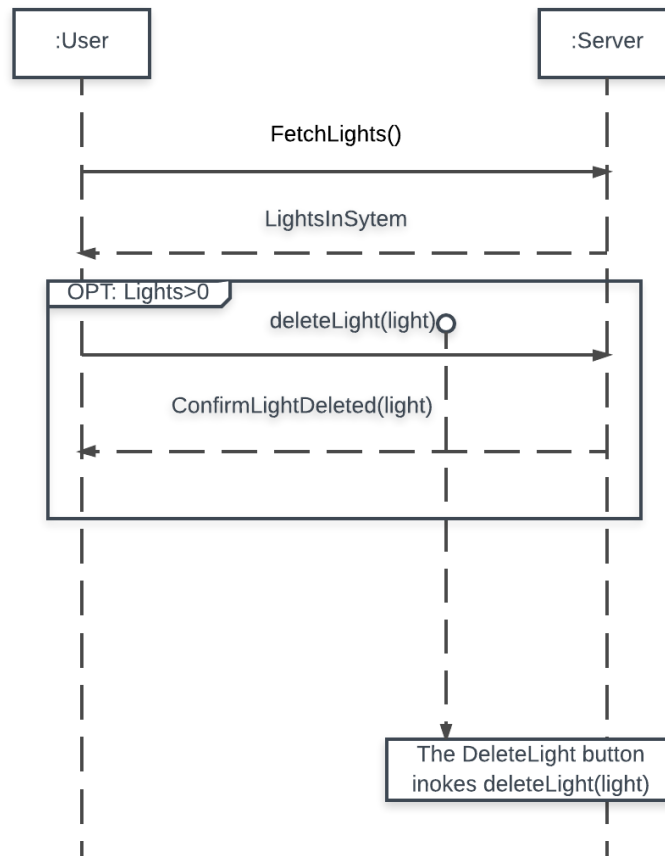 :User
:Server
FetchLights()
LightsInSytem
OPT: Lights>0
deleteLight(light)
ConfirmLightDeleted(light)
The DeleteLight button
inokes deleteLight(light)